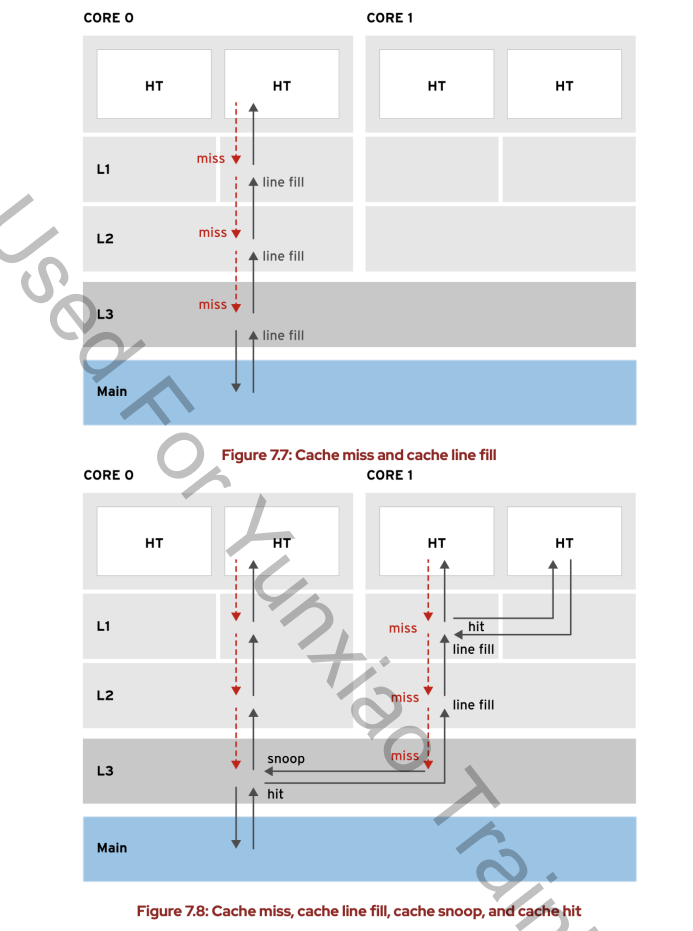 CORE 0
CORE 1
HT
HT
HT
HT
L1
miss
line fill
L2
miss
line fill
L3
miss
line fill
Main
Figure 7.7: Cache miss and cache line fill
CORE 0
CORE 1
HT
HT
HT
HT
L1
miss
hit
line fill
L2
miss
line fill
L3
snoop
miss
hit
Main
Figure 7.8: Cache miss, cache line fill, cache snoop, and cache hit
Used For Yunxiao